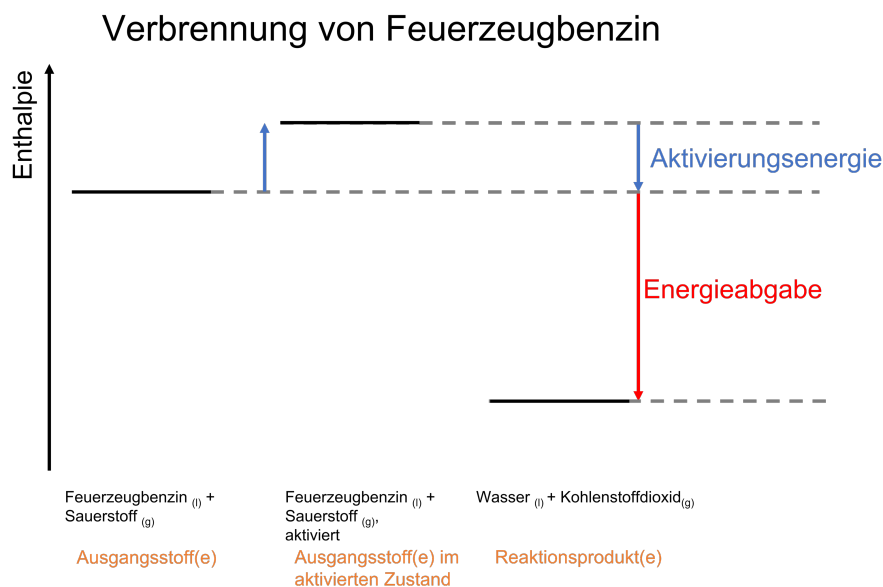 Verbrennung von Feuerzeugbenzin
Enthalpie
Aktivierungsenergie
Energieabgabe
Feuerzeugbenzin (l) +
Sauerstoff (g)
Ausgangsstoff(e)
Feuerzeugbenzin (l) +
Sauerstoff (g),
aktiviert
Ausgangsstoff(e) im
aktivierten Zustand
Wasser (l) + Kohlenstoffdioxid(g)
Reaktionsprodukt(e)